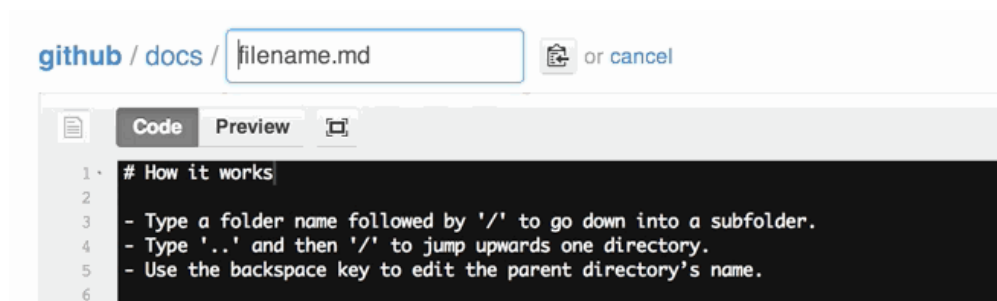 github / docs / filename.md or cancel
Code Preview
1 # How it works
2
3 - Type a folder name followed by '/' to go down into a subfolder.
4 - Type '..' and then '/' to jump upwards one directory.
5 - Use the backspace key to edit the parent directory's name.
6